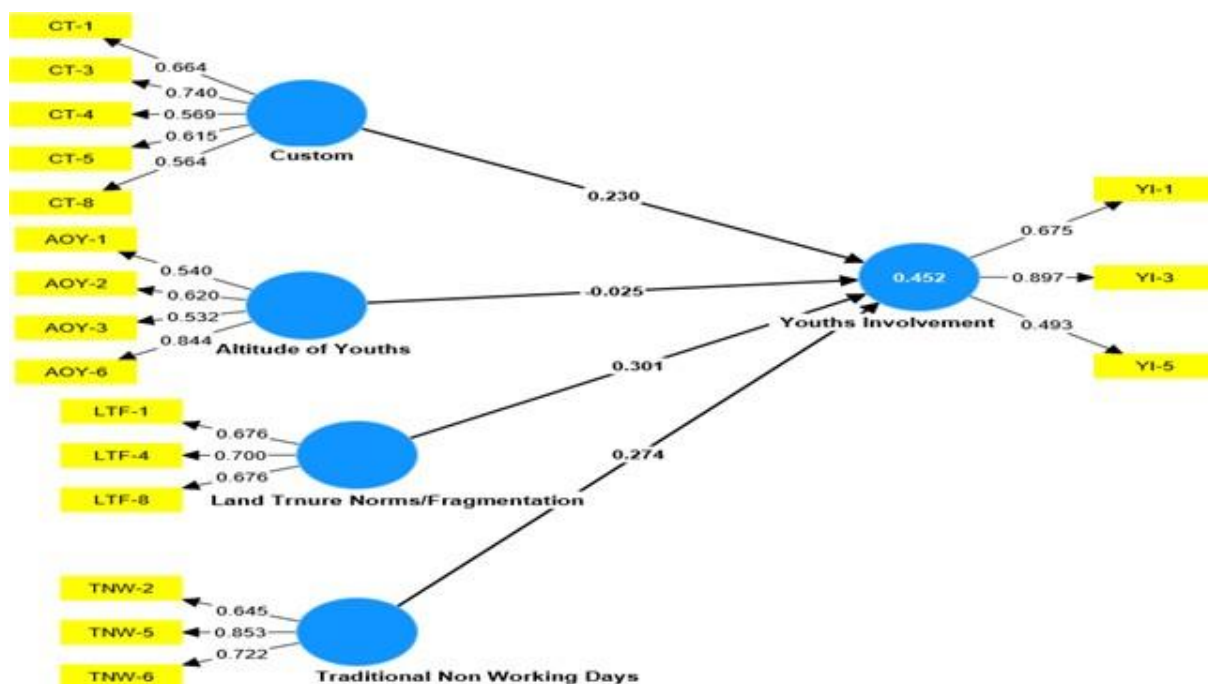 CT-1
0.664
CT-3
0.740
CT-4
0.569
CT-5
0.615
CT-8
0.564
Custom
0.230
AOY-1
0.540
AOY-2
0.620
AOY-3
0.532
AOY-6
0.844
Altitude of Youths
-0.025
LTF-1
0.676
LTF-4
0.700
LTF-8
0.676
Land Trnure Norms/Fragmentation
0.301
TNW-2
0.645
TNW-5
0.853
TNW-6
0.722
Traditional Non Working Days
0.274
0.452
Youths Involvement
YI-1
0.675
YI-3
0.897
YI-5
0.493